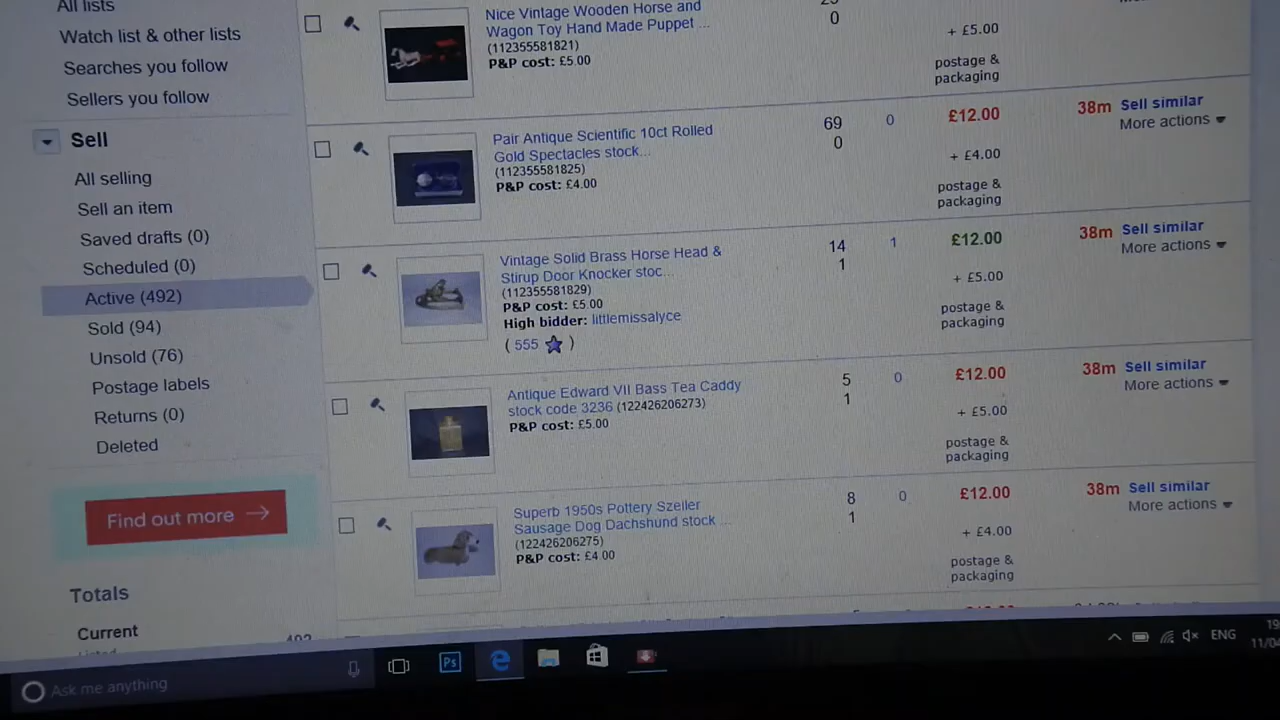 All lists
Watch list & other lists
Searches you follow
Sellers you follow
Sell
All selling
Sell an item
Saved drafts (0)
Scheduled (0)
Active (492)
Sold (94)
Unsold (76)
Postage labels
Returns (0)
Deleted
Find out more
Totals
Current
Nice Vintage Wooden Horse and
Wagon Toy Hand Made Puppet ...
(112355581821)
P&P cost: £5.00
0
+ £5.00
postage &
packaging
Pair Antique Scientific 10ct Rolled
Gold Spectacles stock...
(112355581825)
P&P cost: £4.00
69
0
0
£12.00
+ £4.00
postage &
packaging
38m
Sell similar
More actions
Vintage Solid Brass Horse Head &
Stirup Door Knocker stoc...
(112355581829)
P&P cost: £5.00
High bidder: littlemissalyce
( 555 )
14
1
1
£12.00
+ £5.00
postage &
packaging
38m
Sell similar
More actions
Antique Edward VII Bass Tea Caddy
stock code 3236 (122426206273)
P&P cost: £5.00
5
1
0
£12.00
+ £5.00
postage &
packaging
38m
Sell similar
More actions
Superb 1950s Pottery Szeiler
Sausage Dog Dachshund stock ...
(122426206275)
P&P cost: £4.00
8
1
0
£12.00
+ £4.00
postage &
packaging
38m
Sell similar
More actions
Ask me anything
Ps
ENG